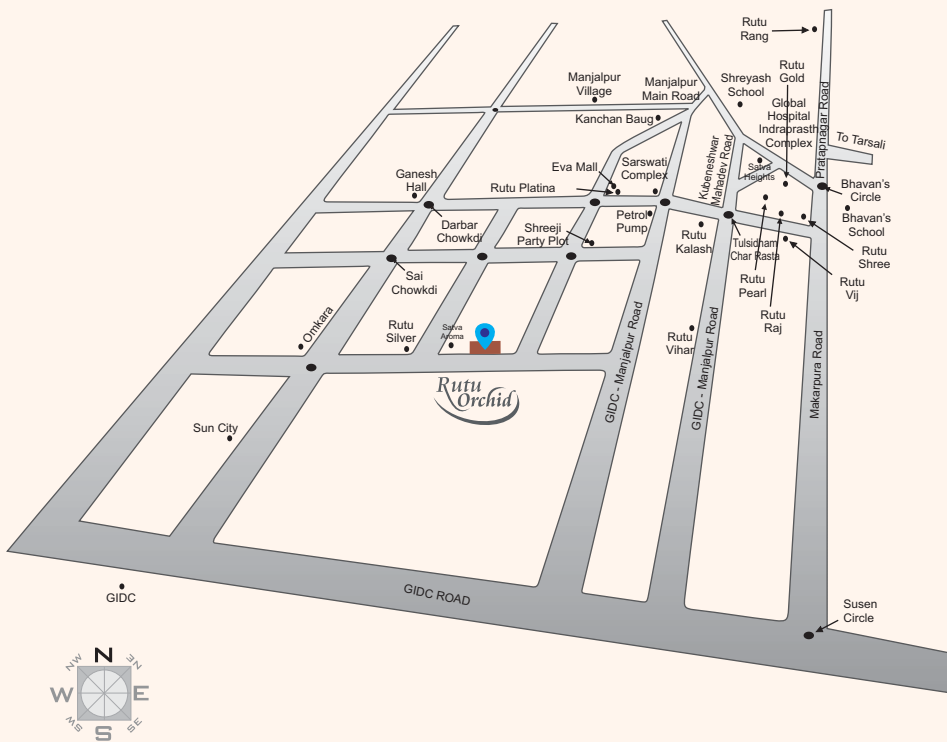 Rutu
Rang
Rutu
Gold
Shreyash
School
Manjalpur
Village
Manjalpur
Main Road
Kanchan Baug
Global
Hospital
Indraprasth
Complex
Pratapnagar Road
To Tarsali
Kubeneshwar
Mahadev Road
Satva
Heights
Eva Mall
Sarswati
Complex
Ganesh
Hall
Rutu Platina
Bhavan's
Circle
Bhavan's
School
Darbar
Chowkdi
Shreeji
Party Plot
Petrol
Pump
Rutu
Kalash
Tulsidham
Char Rasta
Rutu
Shree
Rutu
Vij
Sai
Chowkdi
Rutu
Pearl
Rutu
Raj
Omkara
Rutu
Silver
Satva
Aroma
Rutu
Vihar
GIDC - Manjalpur Road
GIDC - Manjalpur Road
Makarpura Road
Rutu
Orchid
Sun City
GIDC
GIDC ROAD
Susen
Circle
N
NW
NE
W
E
SW
SE
S